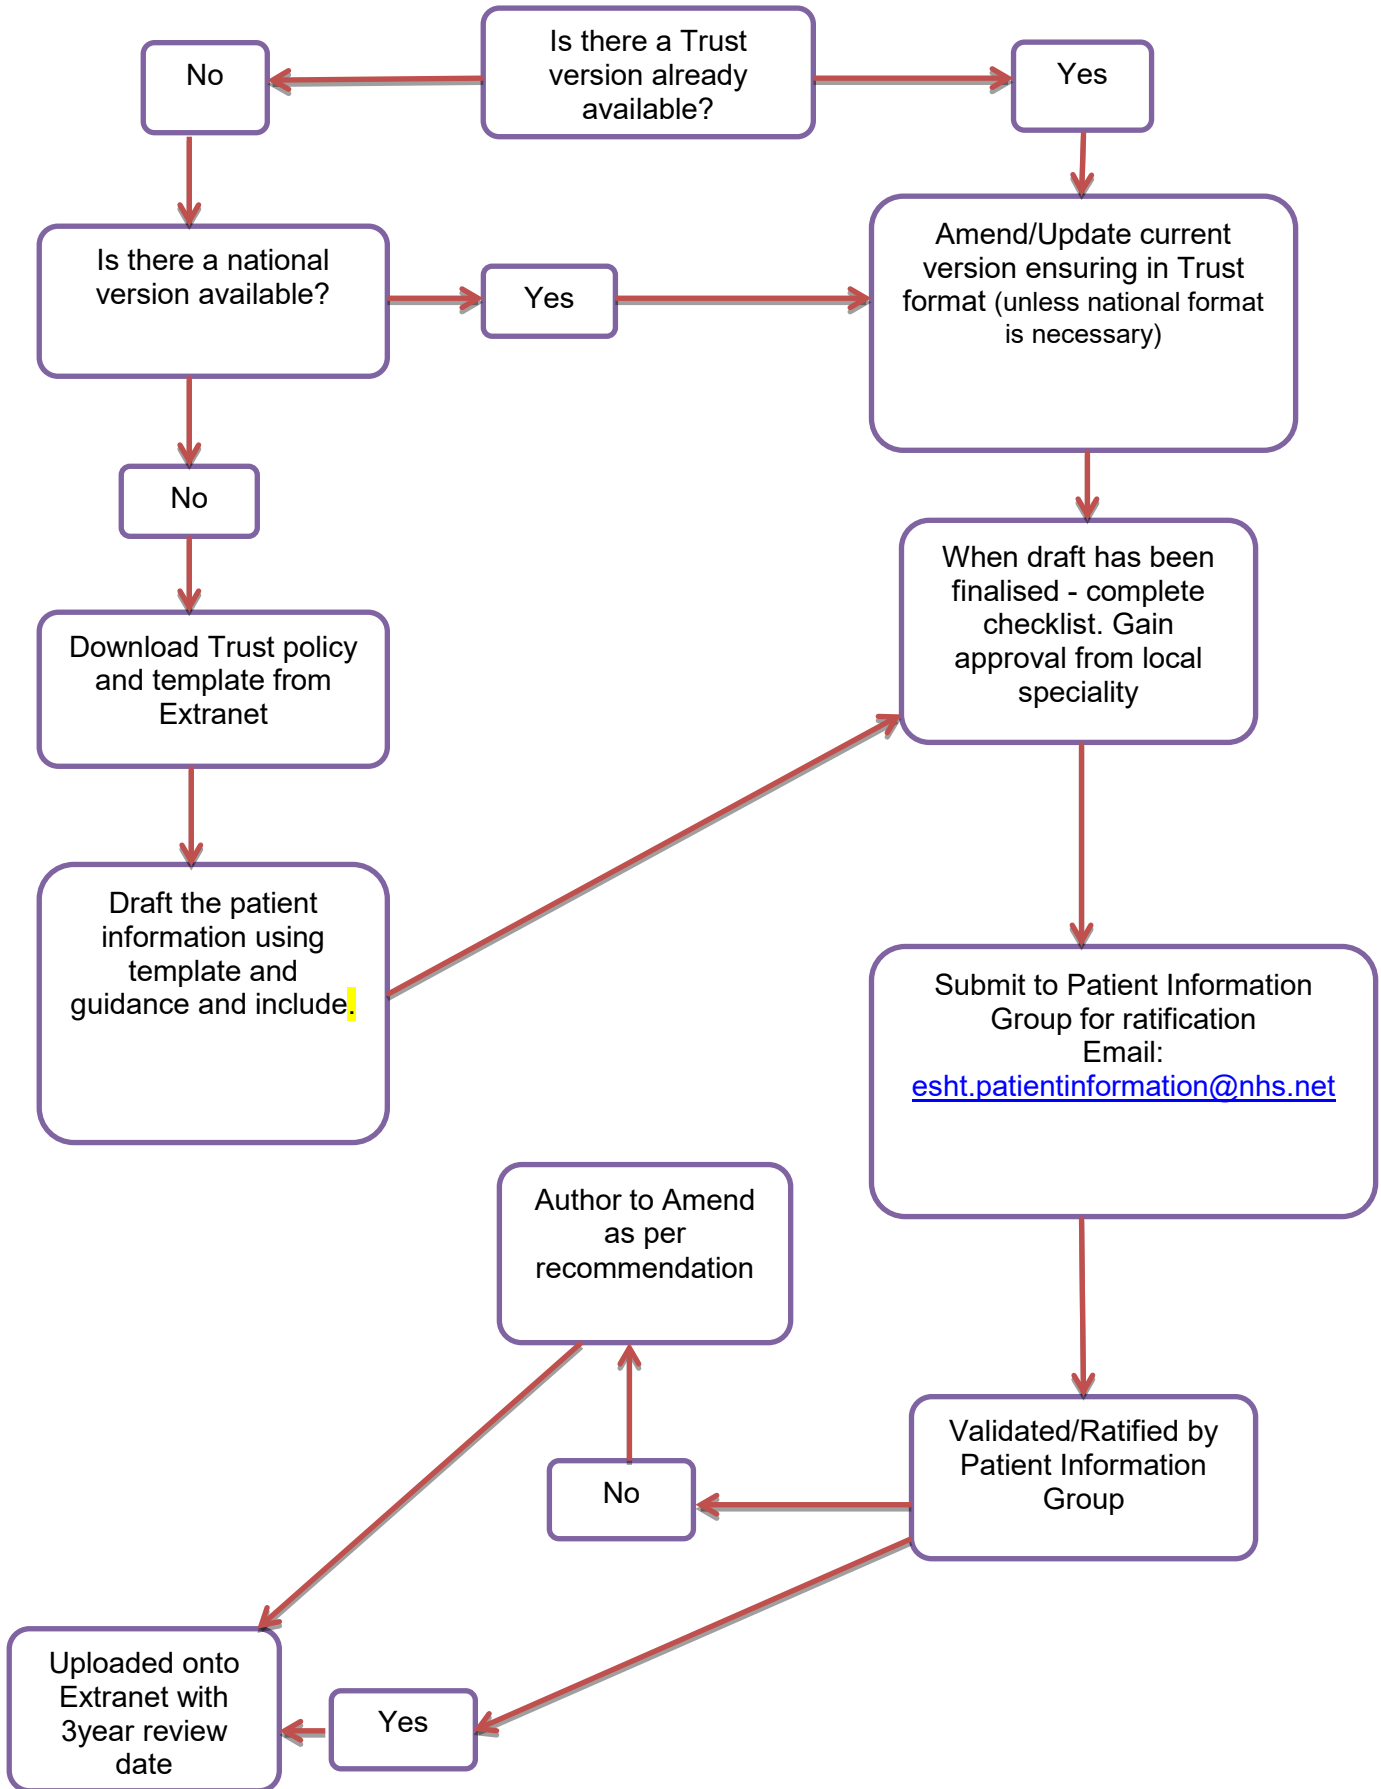 Is there a Trust
version already
available?
No
Yes
Is there a national
version available?
Yes
Amend/Update current
version ensuring in Trust
format (unless national format
is necessary)
No
When draft has been
finalised - complete
checklist. Gain
approval from local
speciality
Download Trust policy
and template from
Extranet
Draft the patient
information using
template and
guidance and include.
Submit to Patient Information
Group for ratification
Email:
esht.patientinformation@nhs.net
Author to Amend
as per
recommendation
Validated/Ratified by
Patient Information
Group
No
Uploaded onto
Extranet with
3year review
date
Yes